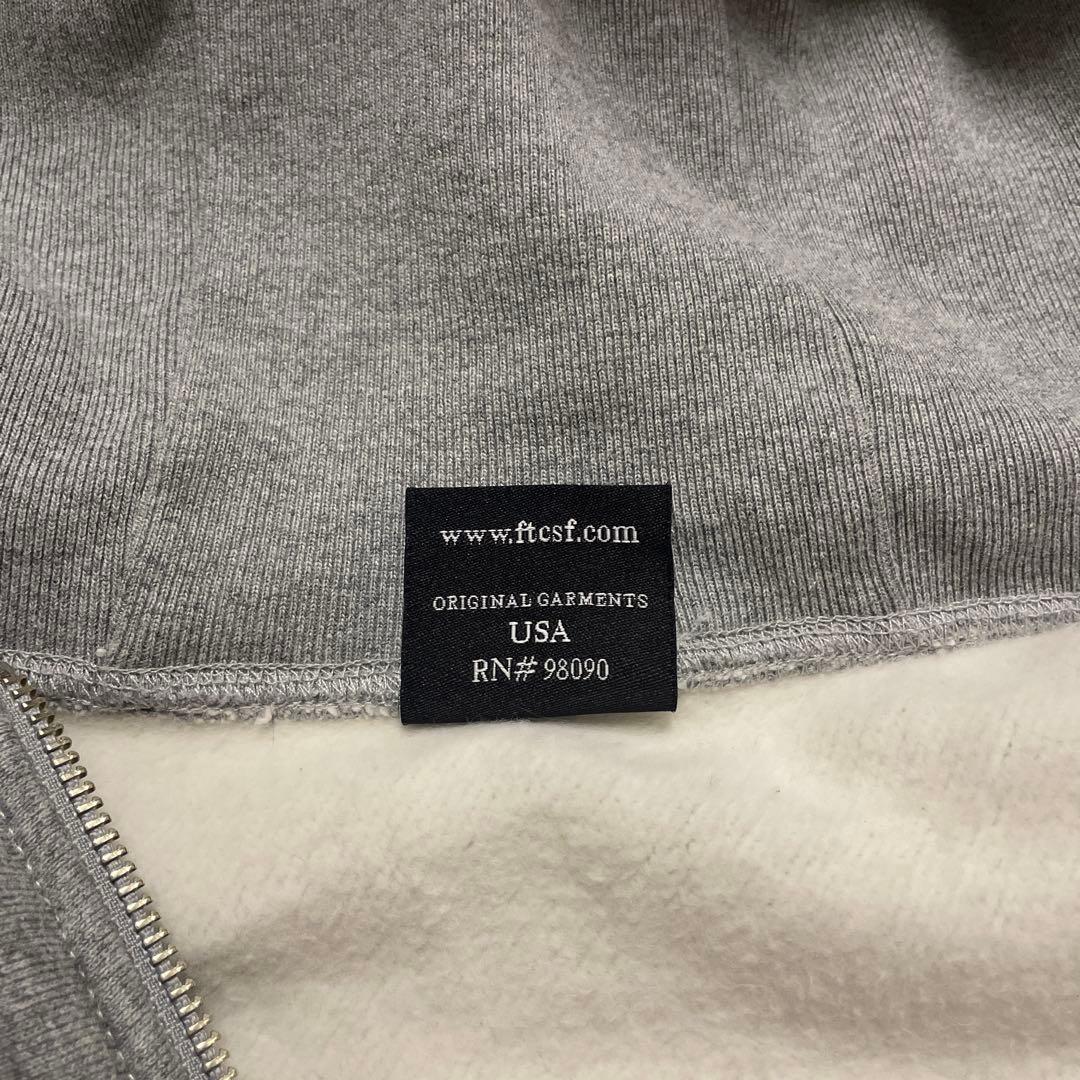 www.ftcsf.com
ORIGINAL GARMENTS
USA
RN# 98090